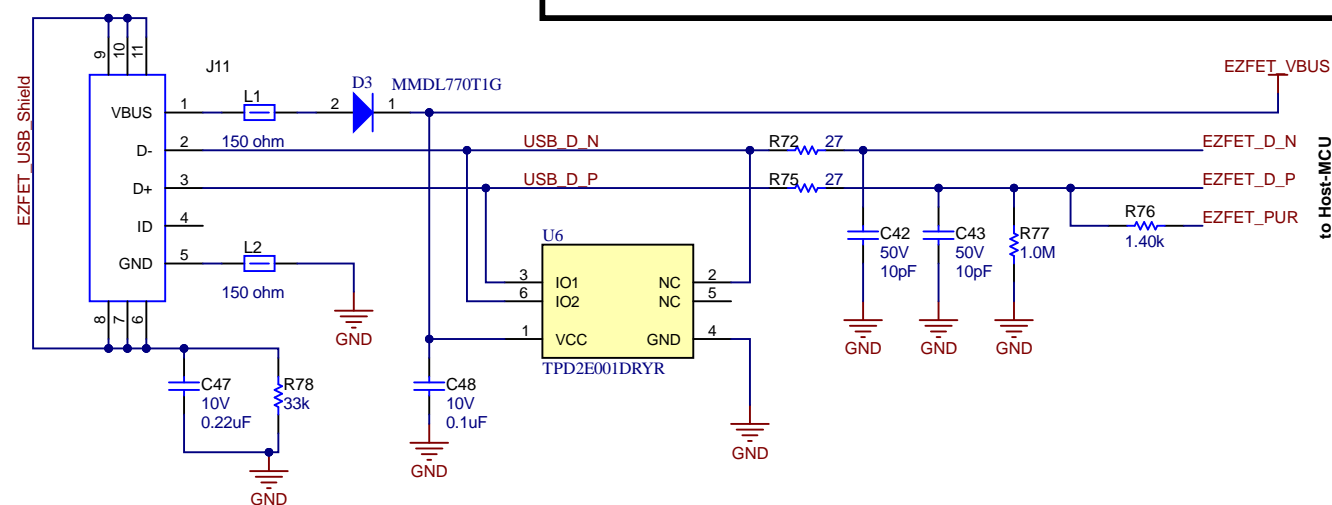 EZFET_USB_Shield
9
10
11
J11
VBUS
1
L1
150 ohm
2
D3
MMDL770T1G
1
EZFET_VBUS
D-
2
USB_D_N
R72
27
EZFET_D_N
D+
3
USB_D_P
R75
27
EZFET_D_P
ID
4
R76
1.40k
EZFET_PUR
to Host-MCU
GND
5
L2
150 ohm
GND
U6
3
IO1
NC
2
6
IO2
NC
5
1
VCC
GND
4
TPD2E001DRYR
C42
50V
10pF
GND
C43
50V
10pF
GND
R77
1.0M
GND
8
7
6
C47
10V
0.22uF
R78
33k
GND
C48
10V
0.1uF
GND
GND